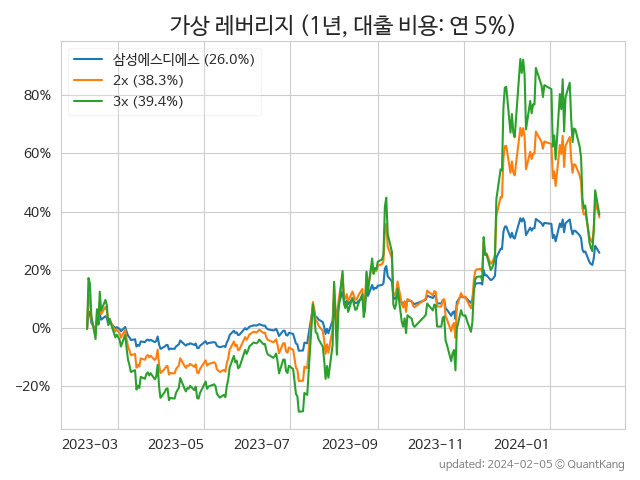 가상 레버리지 (1년, 대출 비용: 연 5%)
삼성에스디에스 (26.0%)
2x (38.3%)
3x (39.4%)
80%
60%
40%
20%
0%
−20%
2023-03 2023-05 2023-07 2023-09 2023-11 2024-01
updated: 2024-02-05 © QuantKang